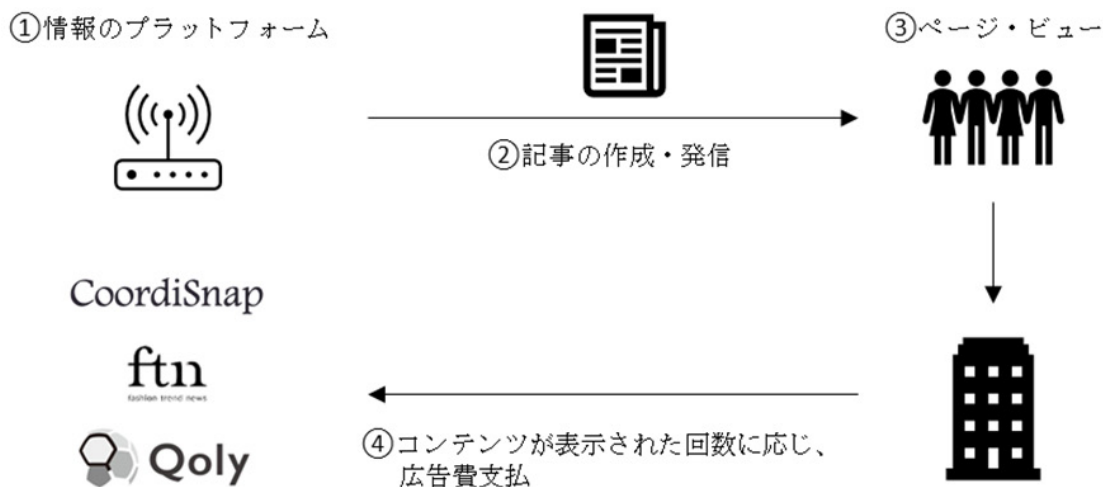 ①情報のプラットフォーム
③ページ・ビュー
②記事の作成・発信
CoordiSnap
ftn
fashion trend news
Qoly
④コンテンツが表示された回数に応じ、
広告費支払